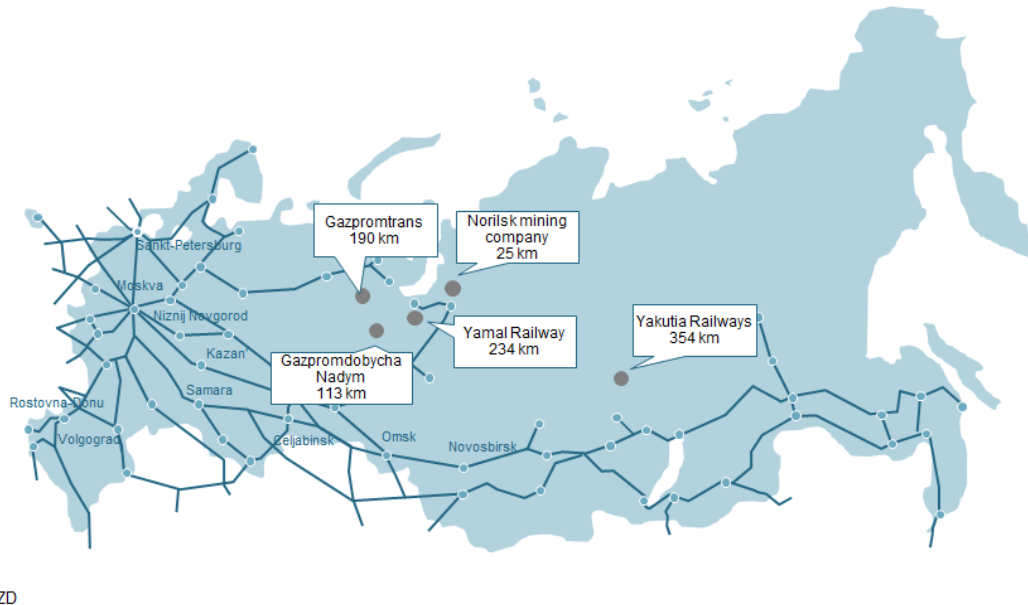 Gazpromtrans
190 km
Norilsk mining
company
25 km
Sankt-Petersburg
Moskva
Niznij Novgorod
Yamal Railway
234 km
Yakutia Railways
354 km
Kazan'
Gazpromdobycha
Nadym
113 km
Samara
Rostovna-Donu
Volgograd
Celjabinsk
Omsk
Novosbirsk
ZD